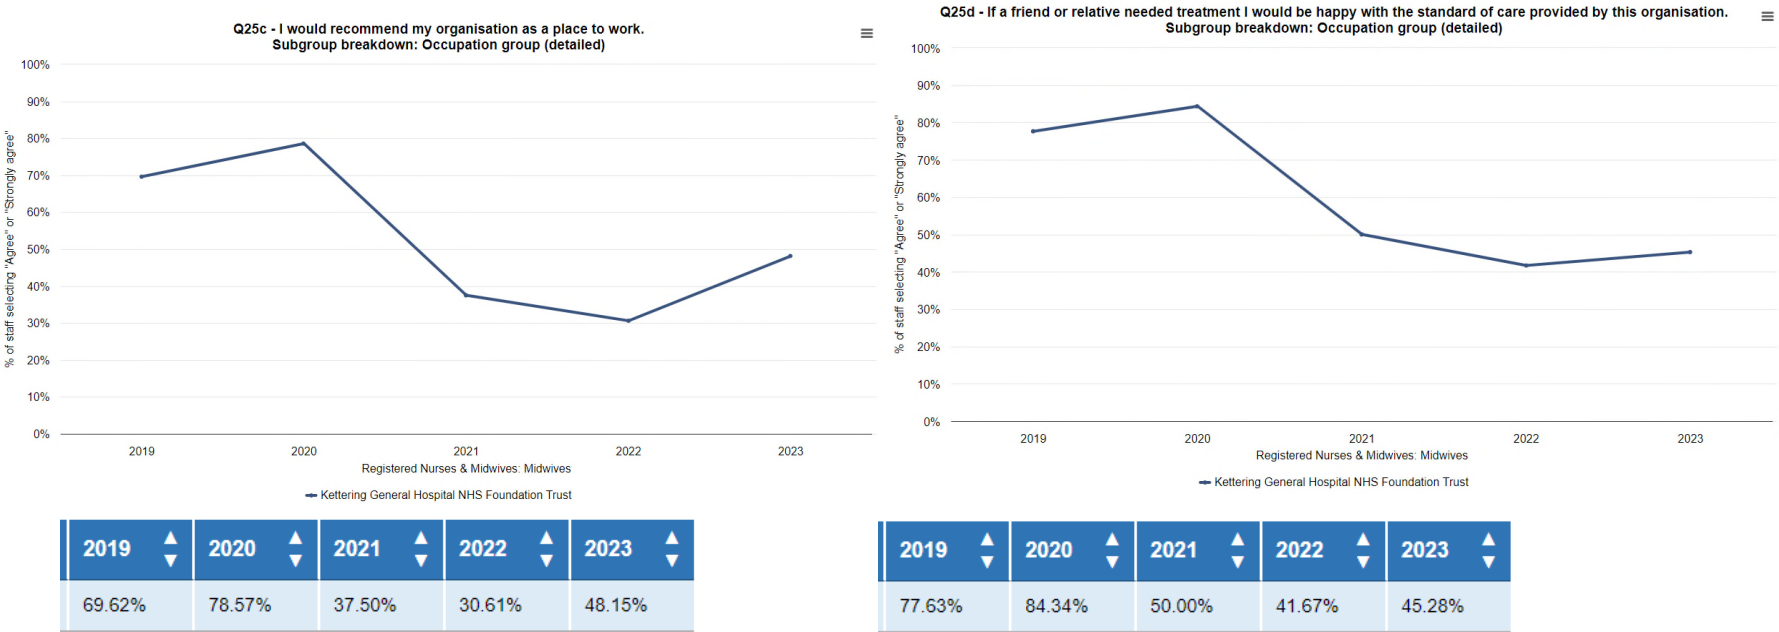 Q25c - I would recommend my organisation as a place to work.
Subgroup breakdown: Occupation group (detailed)
% of staff selecting "Agree" or "Strongly agree"
100%
90%
80%
70%
60%
50%
40%
30%
20%
10%
0%
2019 2020 2021 2022 2023
Registered Nurses & Midwives: Midwives
Kettering General Hospital NHS Foundation Trust
2019 2020 2021 2022 2023
69.62% 78.57% 37.50% 30.61% 48.15%
Q25d - If a friend or relative needed treatment I would be happy with the standard of care provided by this organisation.
Subgroup breakdown: Occupation group (detailed)
% of staff selecting "Agree" or "Strongly agree"
100%
90%
80%
70%
60%
50%
40%
30%
20%
10%
0%
2019 2020 2021 2022 2023
Registered Nurses & Midwives: Midwives
Kettering General Hospital NHS Foundation Trust
2019 2020 2021 2022 2023
77.63% 84.34% 50.00% 41.67% 45.28%